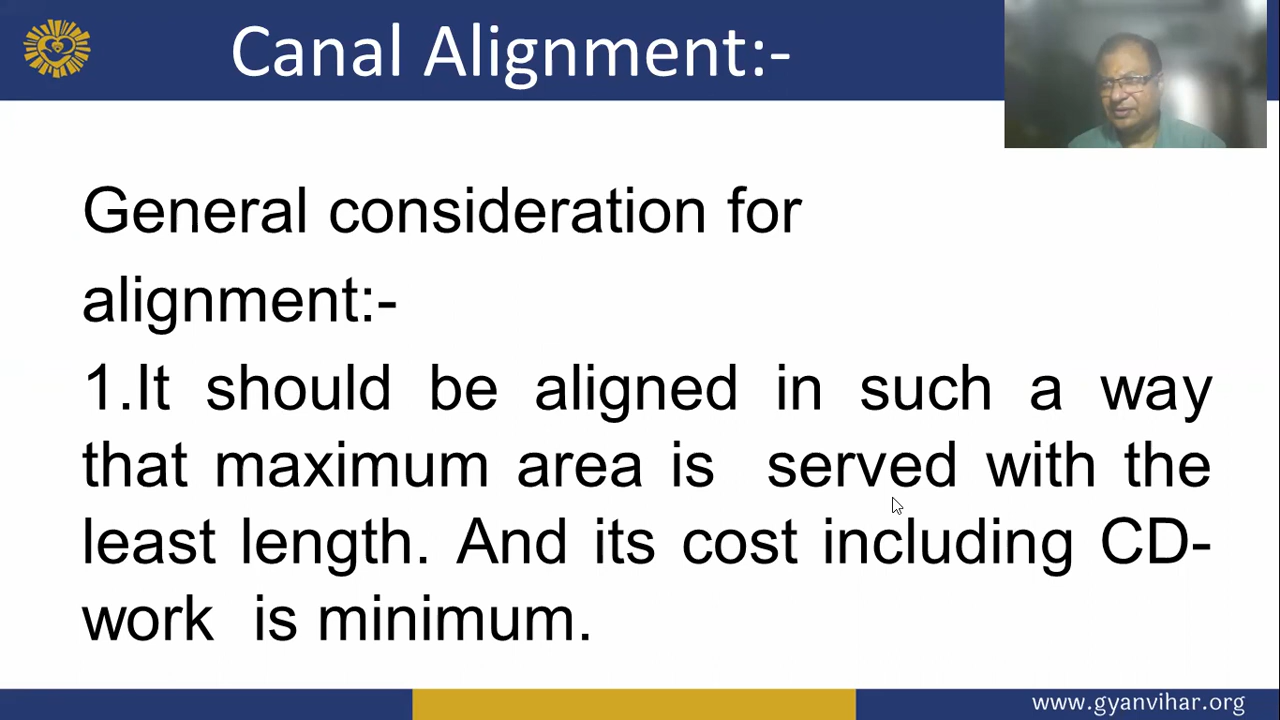 Canal Alignment:-
General consideration for
alignment:-
1.It should be aligned in such a way
that maximum area is served with the
least length. And its cost including CD-
work is minimum.
www.gyanvihar.org